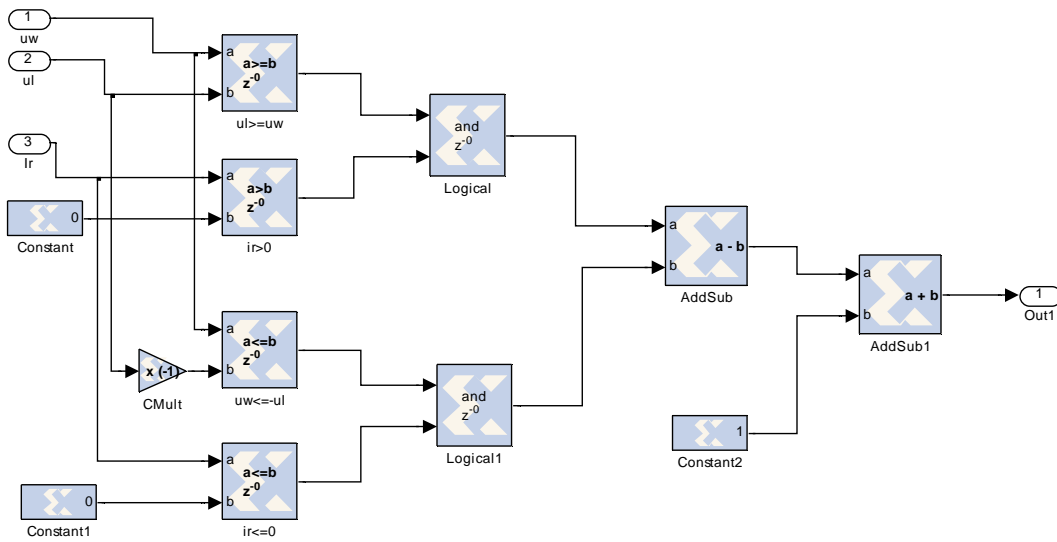 1
uw
2
ul
3
Ir
0
Constant
a
b
a>=b
z-0
ul>=uw
a
b
a>b
z-0
ir>0
and
z-0
Logical
a
b
a - b
AddSub
a
b
a + b
AddSub1
1
Out1
x (-1)
CMult
a
b
a<=b
z-0
uw<=-ul
and
z-0
Logical1
1
Constant2
0
Constant1
a
b
a<=b
z-0
ir<=0